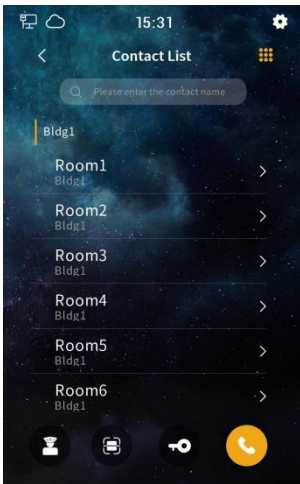 15:31
Contact List
Please enter the contact name
Bldg1
Room1
Bldg1
Room2
Bldg1
Room3
Bldg1
Room4
Bldg1
Room5
Bldg1
Room6
Bldg1